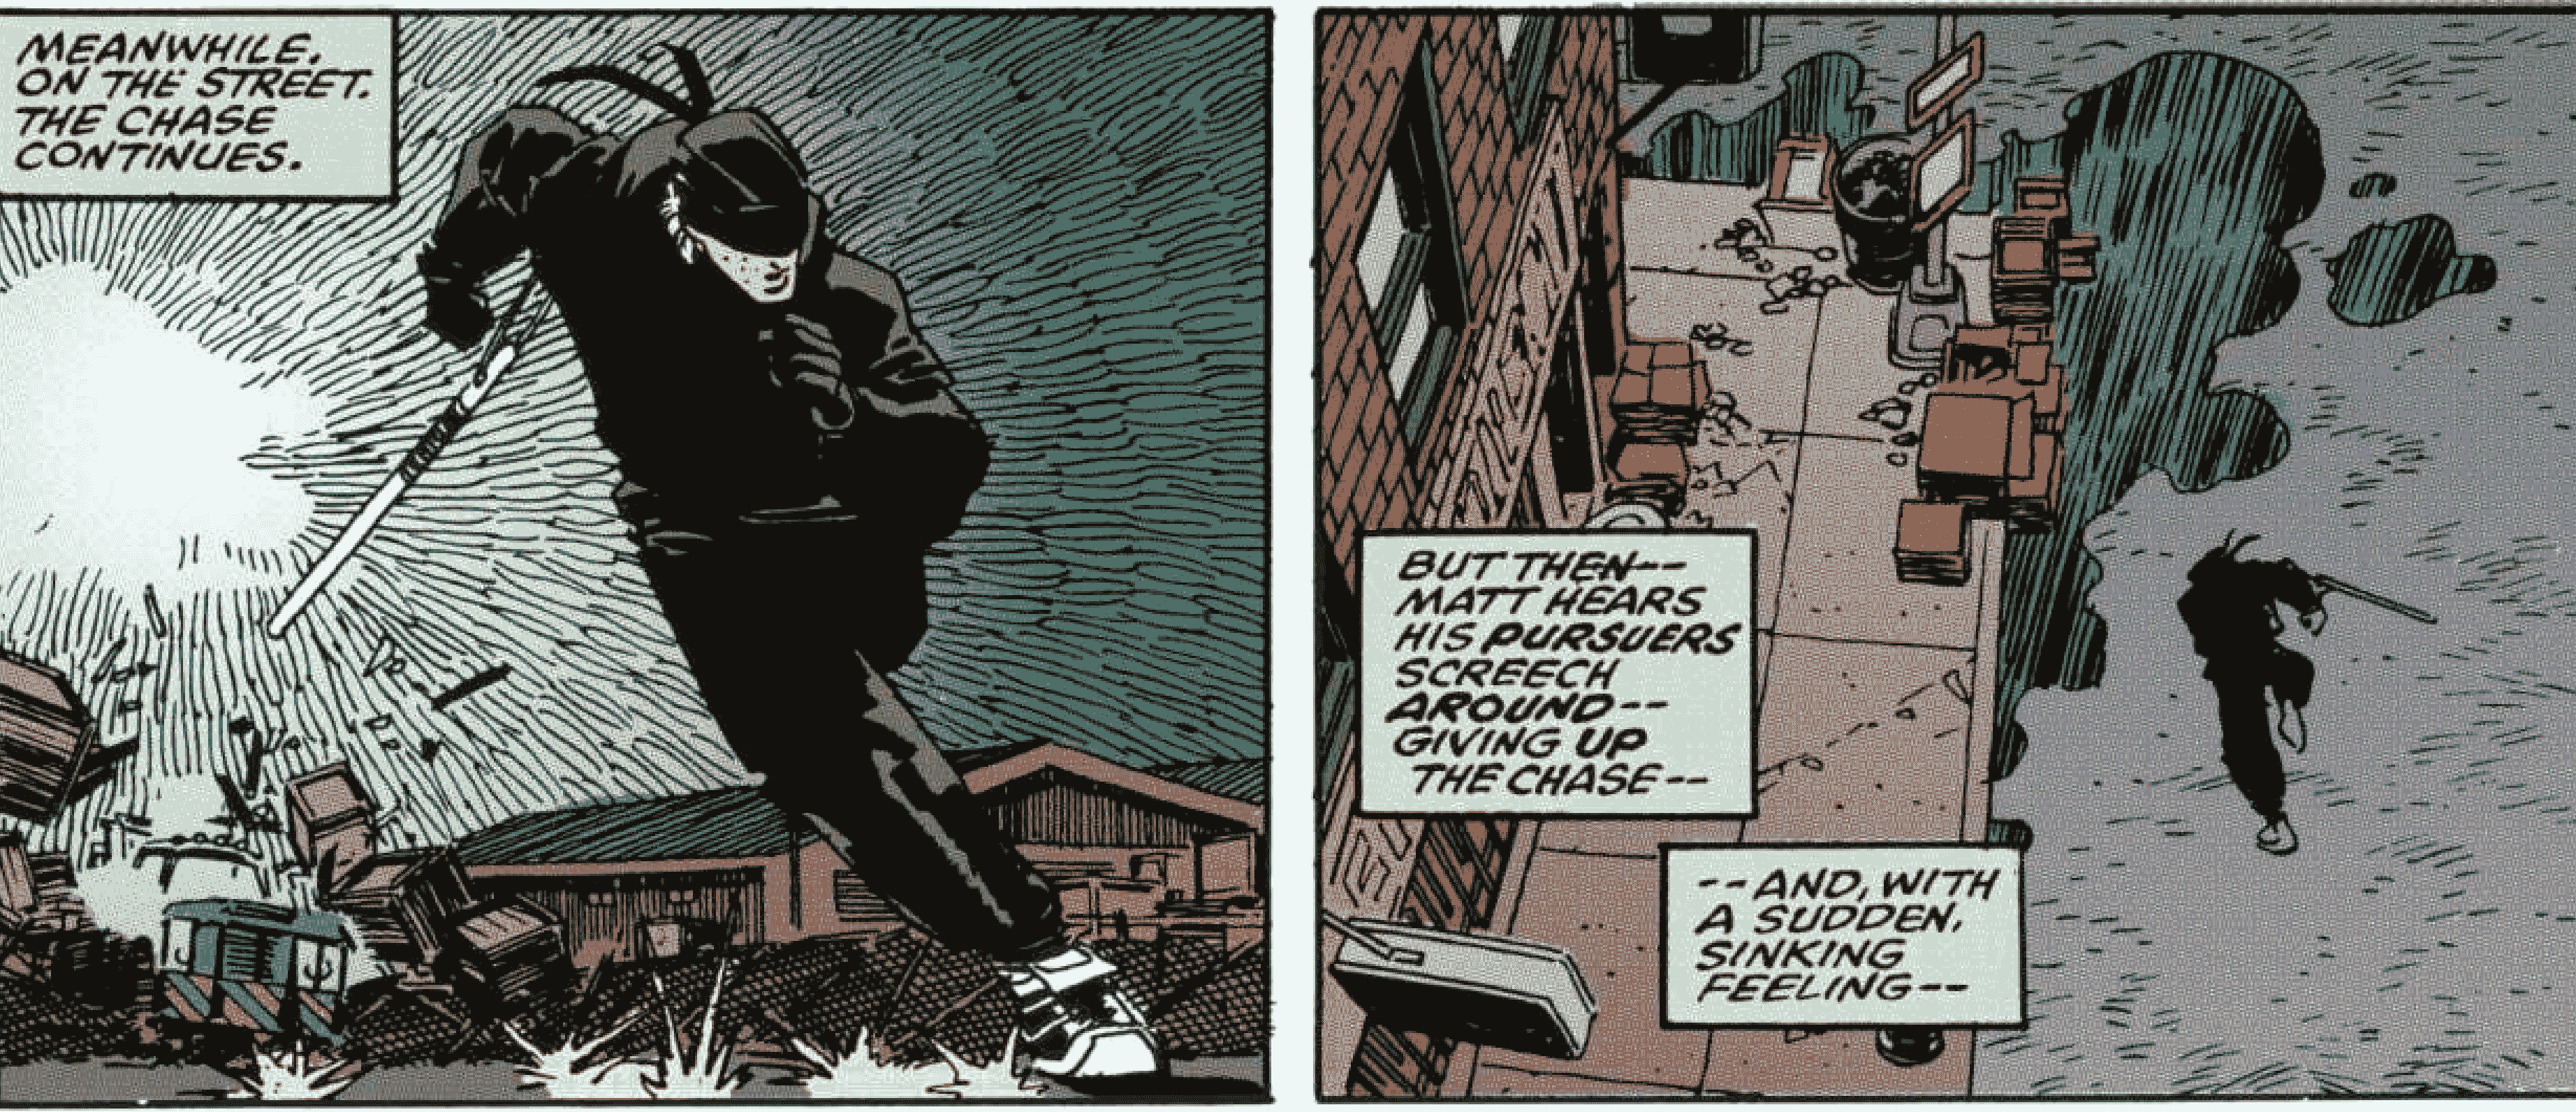 MEANWHILE,
ON THE STREET,
THE CHASE
CONTINUES.
BUT THEN--
MATT HEARS
HIS PURSUERS
SCREECH
AROUND--
GIVING UP
THE CHASE--
--AND, WITH
A SUDDEN,
SINKING
FEELING--